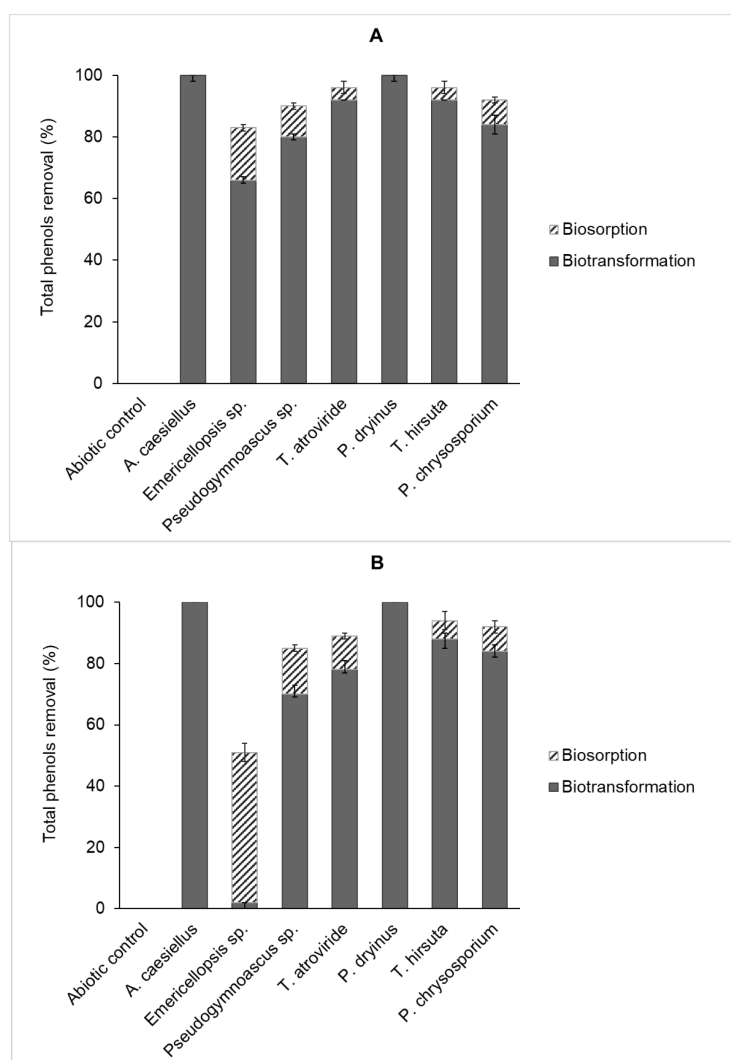 A
Total phenols removal (%)
100
80
60
40
20
0
Biosorption
Biotransformation
Abiotic control
A. caesiellus
Emericellopsis sp.
Pseudogymnoascus sp.
T. atroviride
P. dryinus
T. hirsuta
P. chrysosporium
B
Total phenols removal (%)
100
80
60
40
20
0
Biosorption
Biotransformation
Abiotic control
A. caesiellus
Emericellopsis sp.
Pseudogymnoascus sp.
T. atroviride
P. dryinus
T. hirsuta
P. chrysosporium